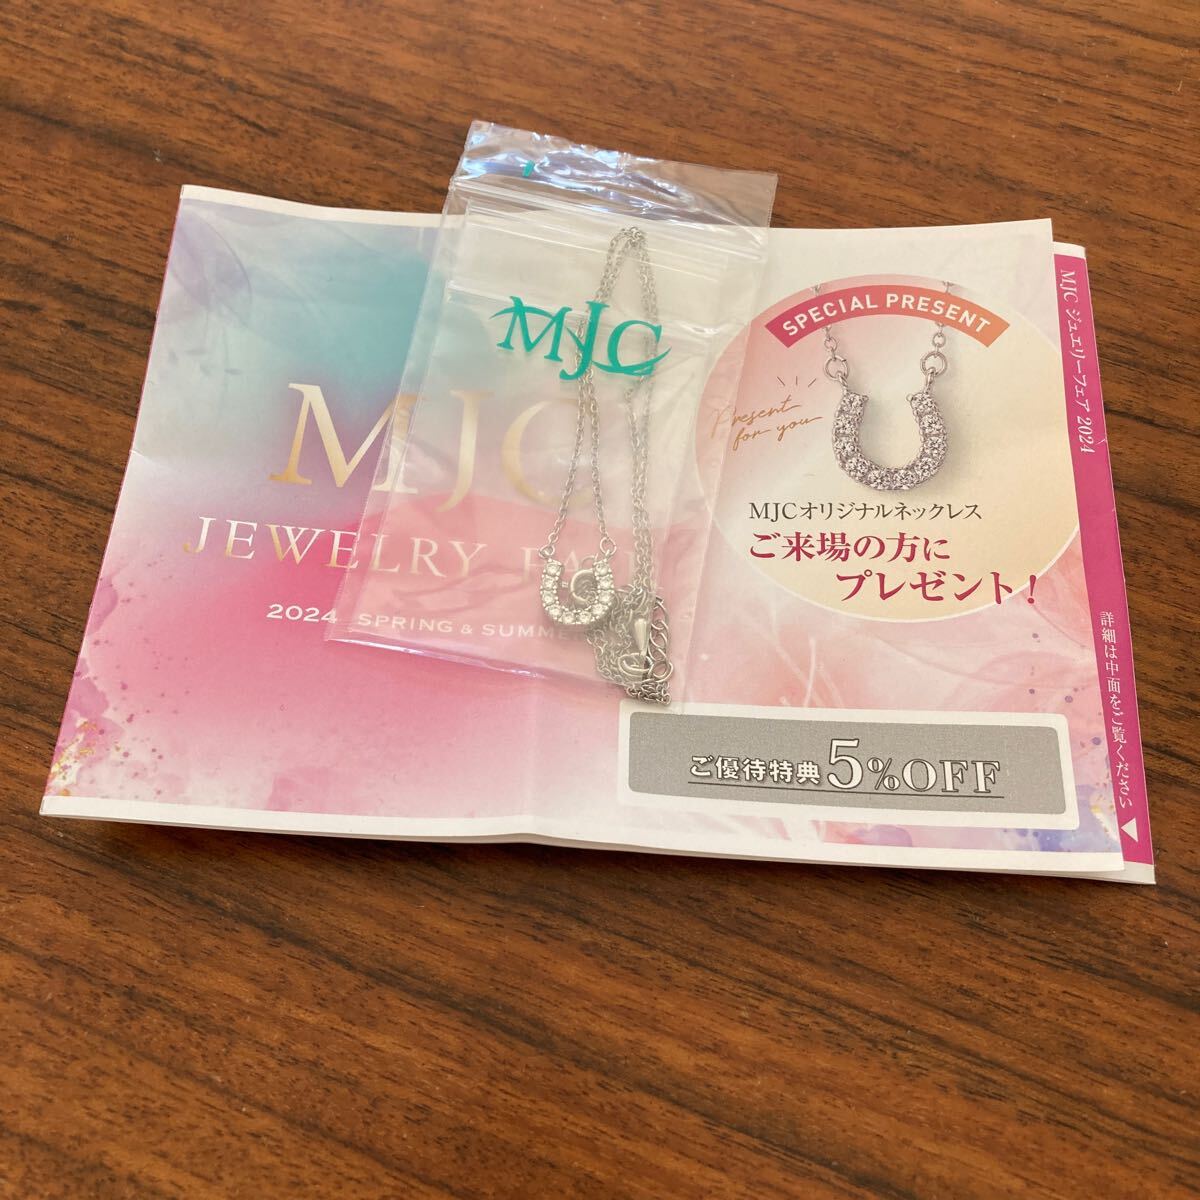 MJC
MJC
JEWELRY
2024 SPRING & SUMME
SPECIAL PRESENT
Present
for you
MJCオリジナルネックレス
ご来場の方に
プレゼント!
ご優待特典5%OFF
MJC ジュエリーフェア 2024
詳細は中面をご覧ください